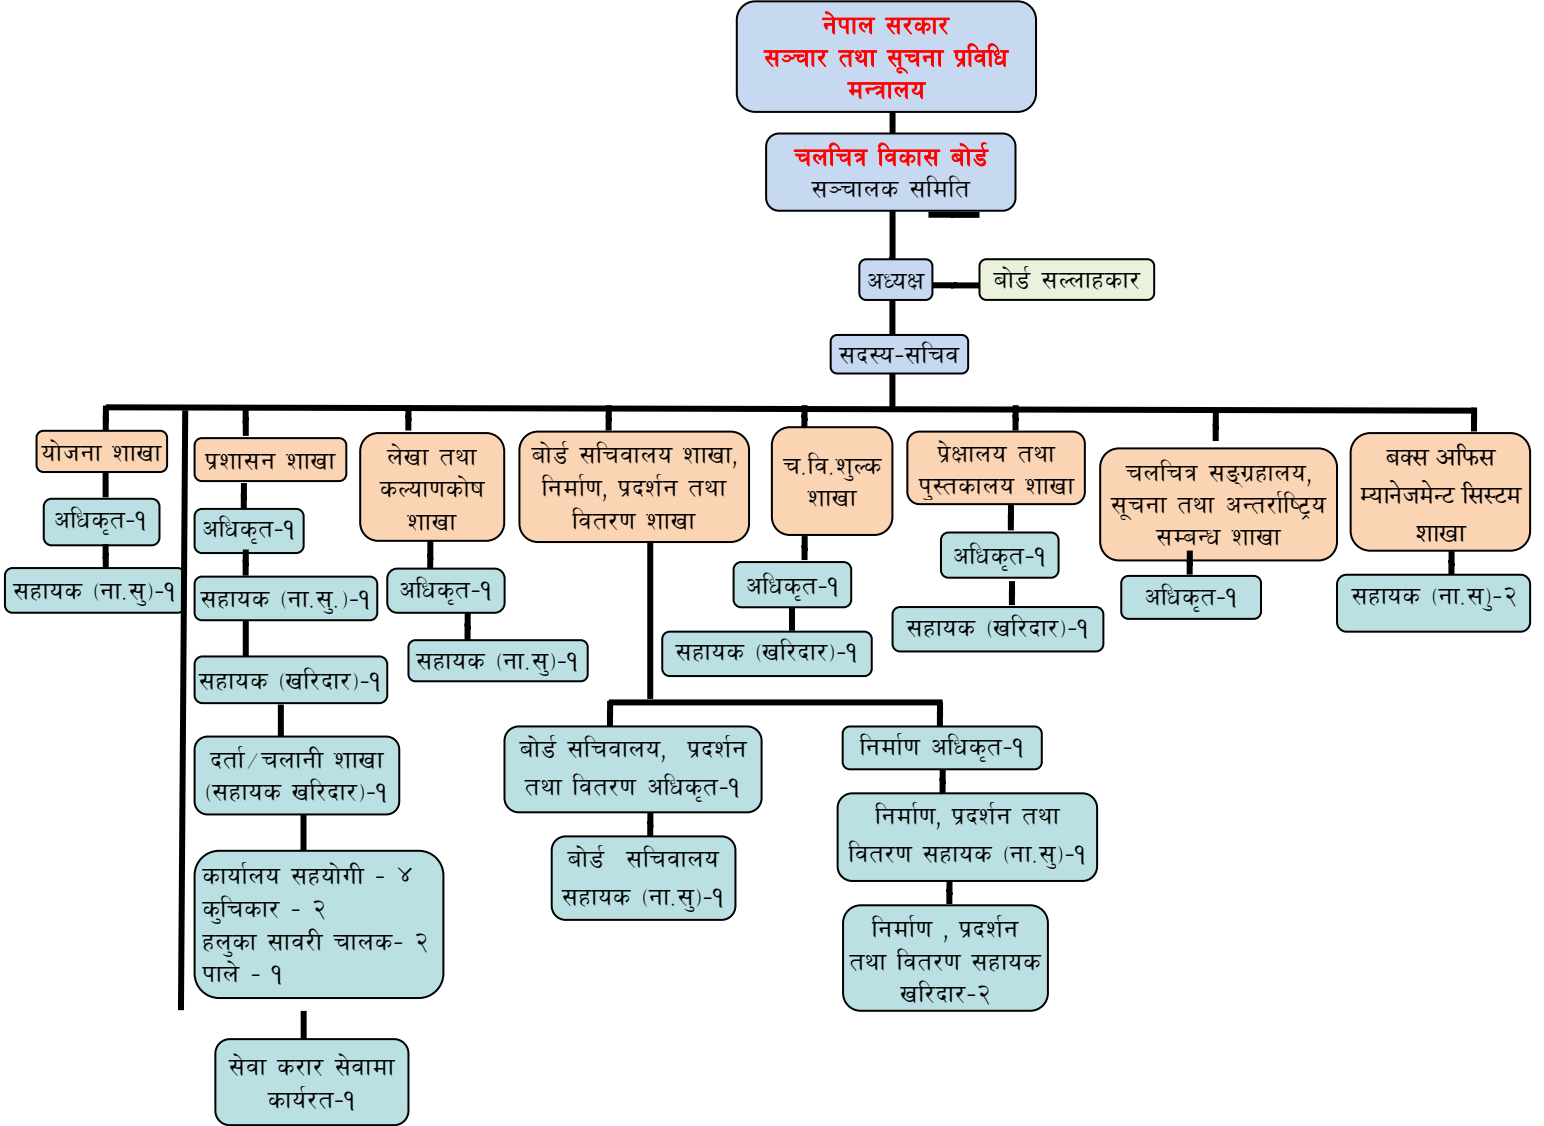 नेपाल सरकार
सञ्चार तथा सूचना प्रविधि
मन्त्रालय
चलचित्र विकास बोर्ड
सञ्चालक समिति
अध्यक्ष
बोर्ड सल्लाहकार
सदस्य-सचिव
योजना शाखा
अधिकृत-१
सहायक (ना.सु)-१
प्रशासन शाखा
अधिकृत-१
सहायक (ना.सु.)-१
सहायक (खरिदार)-१
दर्ता/चलानी शाखा
(सहायक खरिदार)-१
कार्यालय सहयोगी - ४
कुचिकार - २
हलुका सावरी चालक- २
पाले - १
सेवा करार सेवामा
कार्यरत-१
लेखा तथा
कल्याणकोष
शाखा
अधिकृत-१
सहायक (ना.सु)-१
बोर्ड सचिवालय शाखा,
निर्माण, प्रदर्शन तथा
वितरण शाखा
बोर्ड सचिवालय, प्रदर्शन
तथा वितरण अधिकृत-१
बोर्ड सचिवालय
सहायक (ना.सु)-१
निर्माण अधिकृत-१
निर्माण, प्रदर्शन तथा
वितरण सहायक (ना.सु)-१
निर्माण , प्रदर्शन
तथा वितरण सहायक
खरिदार-२
च.वि.शुल्क
शाखा
अधिकृत-१
सहायक (खरिदार)-१
प्रेक्षालय तथा
पुस्तकालय शाखा
अधिकृत-१
सहायक (खरिदार)-१
चलचित्र सङ्ग्रहालय,
सूचना तथा अन्तर्राष्ट्रिय
सम्बन्ध शाखा
अधिकृत-१
बक्स अफिस
म्यानेजमेन्ट सिस्टम
शाखा
सहायक (ना.सु)-२